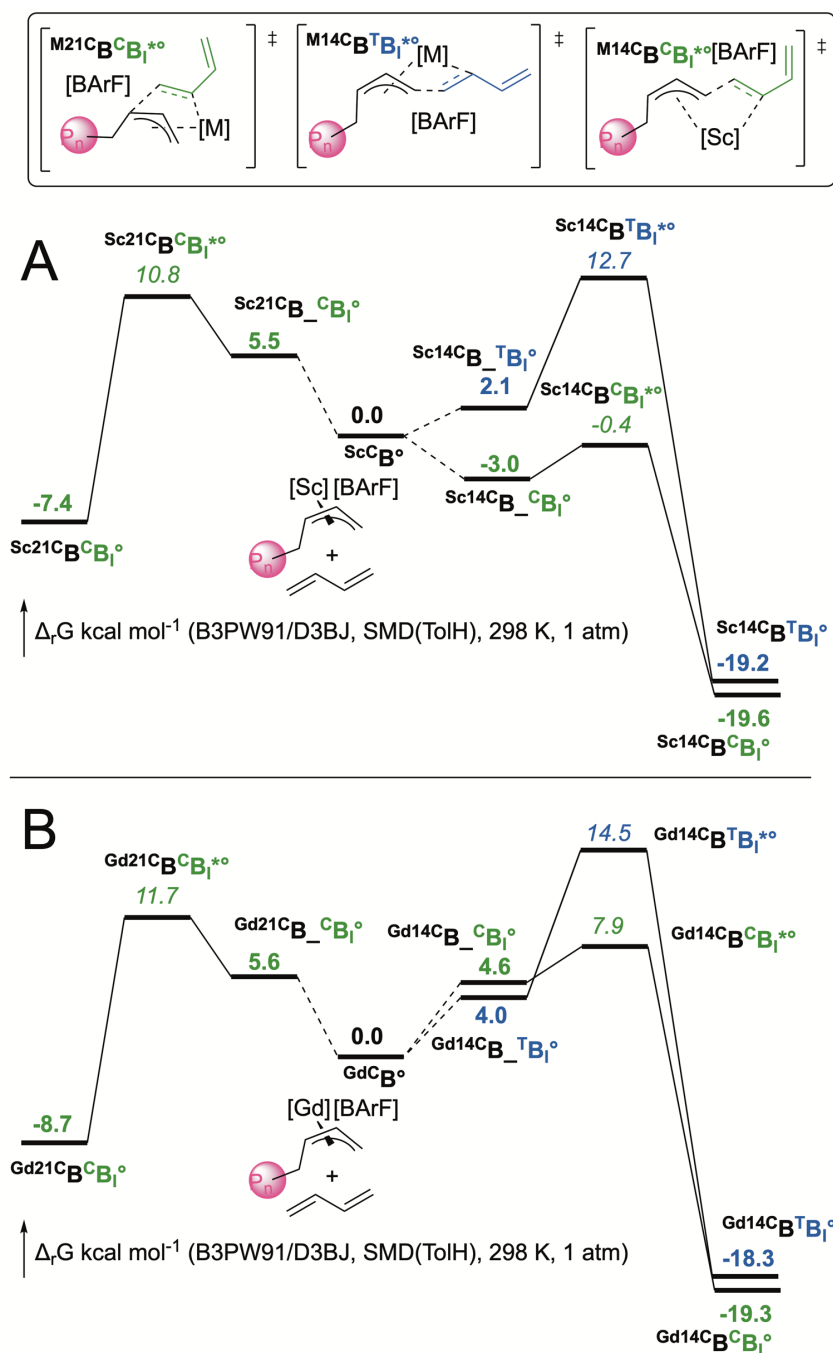 M21CBCBI*° ‡ M14CBTBI*° ‡ M14CBCBI*°[BArF] ‡
[BArF] [M]
Pn [M] Pn [BArF] Pn [Sc]
A
Sc21CBCBI*°
10.8
Sc14CBTBI*°
12.7
Sc21CB_CBI°
5.5
Sc14CB_TBI°
2.1
Sc14CBCBI*°
-0.4
0.0
ScCB°
-3.0
Sc14CB_CBI°
-7.4
Sc21CBCBI°
[Sc][BArF]
Pn
+
ΔrG kcal mol-1 (B3PW91/D3BJ, SMD(TolH), 298 K, 1 atm)
Sc14CBTBI°
-19.2
-19.6
Sc14CBCBI°
B
14.5 Gd14CBTBI*°
Gd21CBCBI*°
11.7
Gd21CB_CBI°
5.6
Gd14CB_CBI°
4.6
7.9 Gd14CBCBI*°
4.0
Gd14CB_TBI°
0.0
GdCB°
-8.7
Gd21CBCBI°
[Gd][BArF]
Pn
+
ΔrG kcal mol-1 (B3PW91/D3BJ, SMD(TolH), 298 K, 1 atm)
Gd14CBTBI°
-18.3
-19.3
Gd14CBCBI°